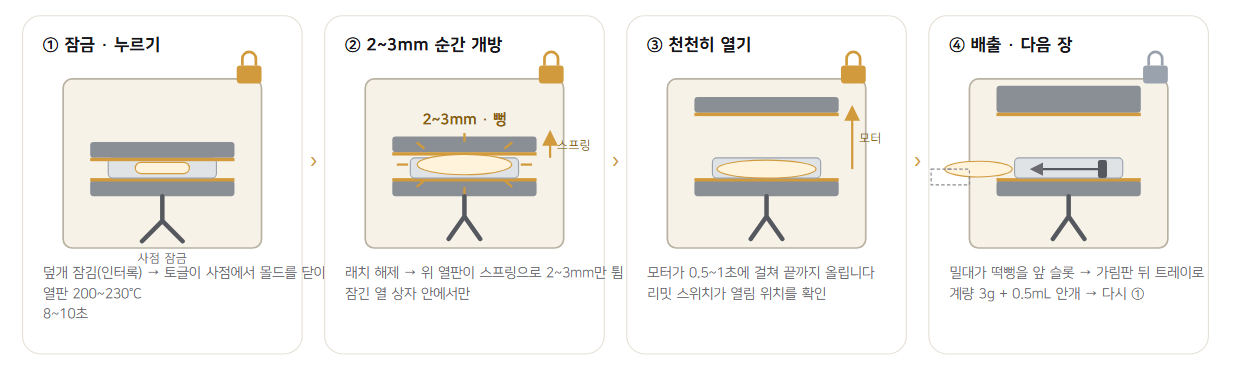 ① 잠금 · 누르기
사점 잠금
덮개 잠김(인터록) → 토글이 사점에서 몰드를 닫아
열판 200~230℃
8~10초
② 2~3mm 순간 개방
2~3mm · 뻥
스프링
래치 해제 → 위 열판이 스프링으로 2~3mm만 튐
잠긴 열 상자 안에서만
③ 천천히 열기
모터
모터가 0.5~1초에 걸쳐 끝까지 올립니다
리밋 스위치가 열림 위치를 확인
④ 배출 · 다음 장
밀대가 떡뻥을 앞 슬롯 → 가림판 뒤 트레이로
계량 3g + 0.5mL 안개 → 다시 ①